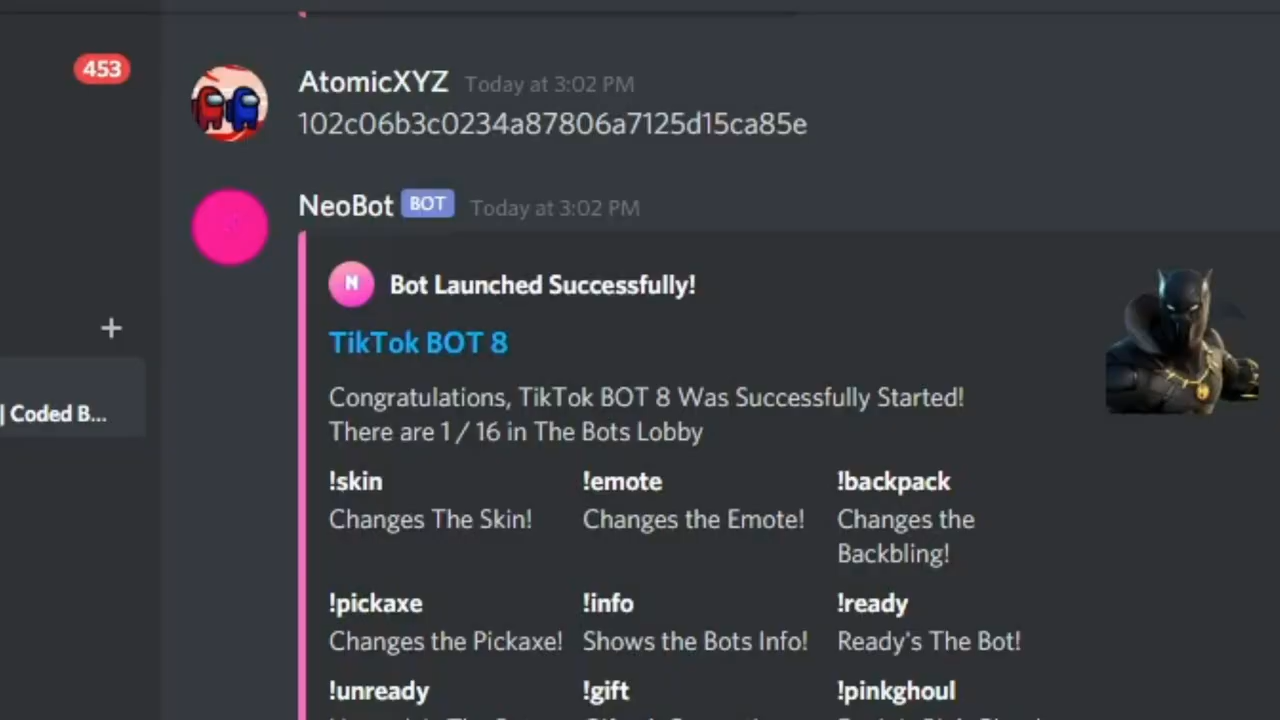 453
AtomicXYZ Today at 3:02 PM
102c06b3c0234a87806a7125d15ca85e
NeoBot BOT Today at 3:02 PM
N Bot Launched Successfully!
TikTok BOT 8
Congratulations, TikTok BOT 8 Was Successfully Started!
There are 1 / 16 in The Bots Lobby
| Coded B...
!skin !emote !backpack
Changes The Skin! Changes the Emote! Changes the
Backbling!
!pickaxe !info !ready
Changes the Pickaxe! Shows the Bots Info! Ready's The Bot!
!unready !gift !pinkghoul